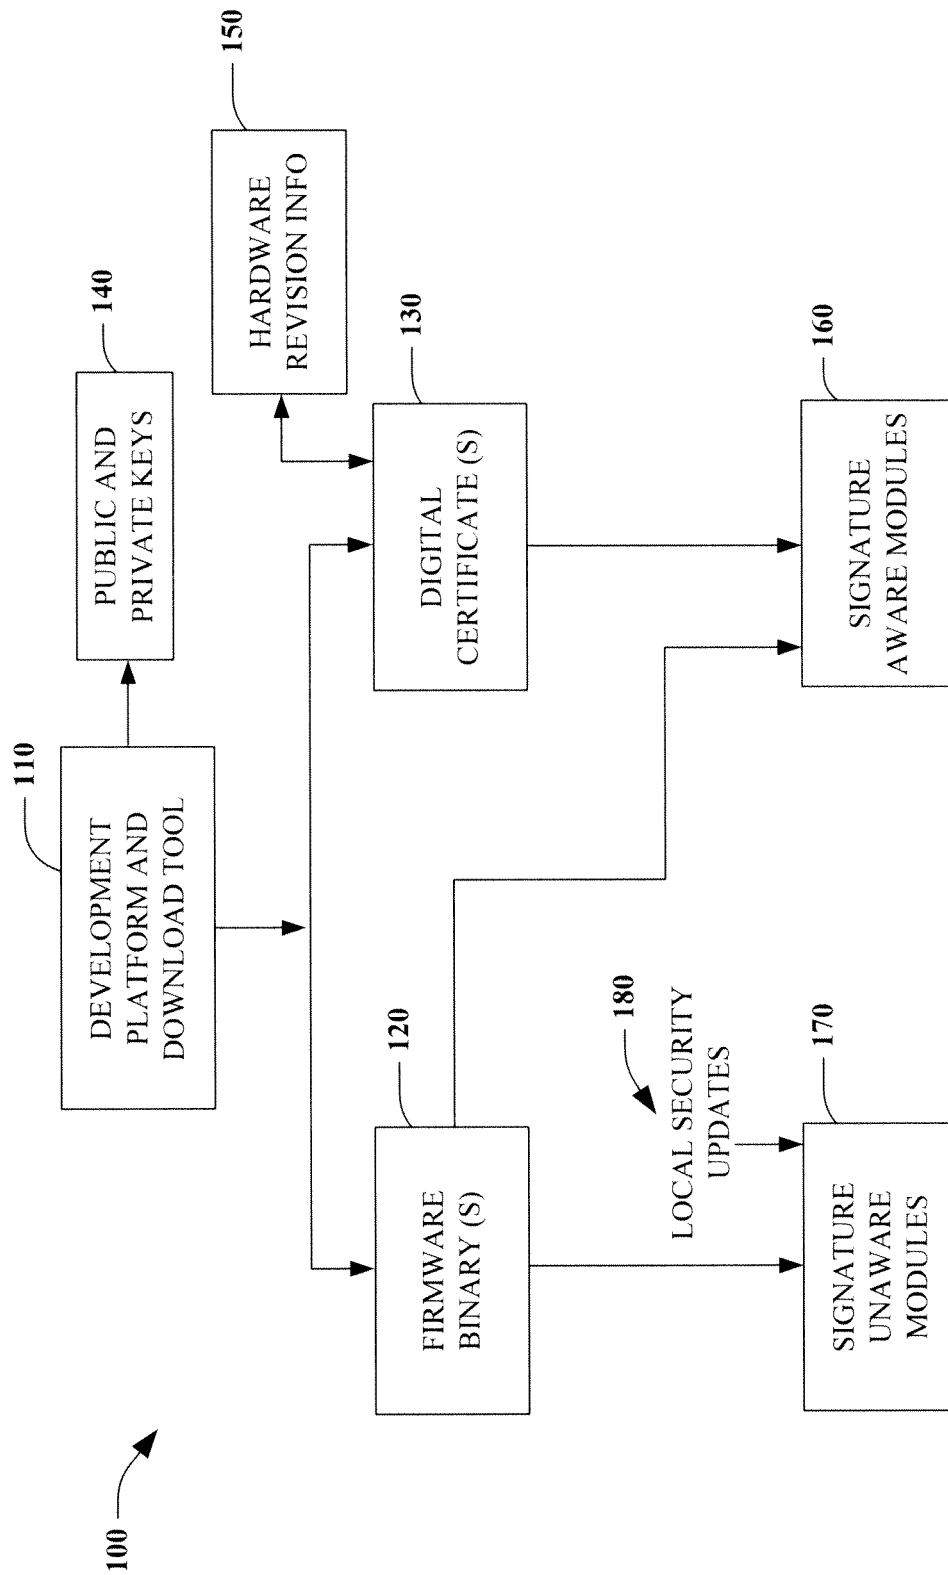 100
110
DEVELOPMENT
PLATFORM AND
DOWNLOAD TOOL
140
PUBLIC AND
PRIVATE KEYS
150
HARDWARE
REVISION INFO
120
FIRMWARE
BINARY (S)
130
DIGITAL
CERTIFICATE (S)
180
LOCAL SECURITY
UPDATES
170
SIGNATURE
UNAWARE
MODULES
160
SIGNATURE
AWARE MODULES